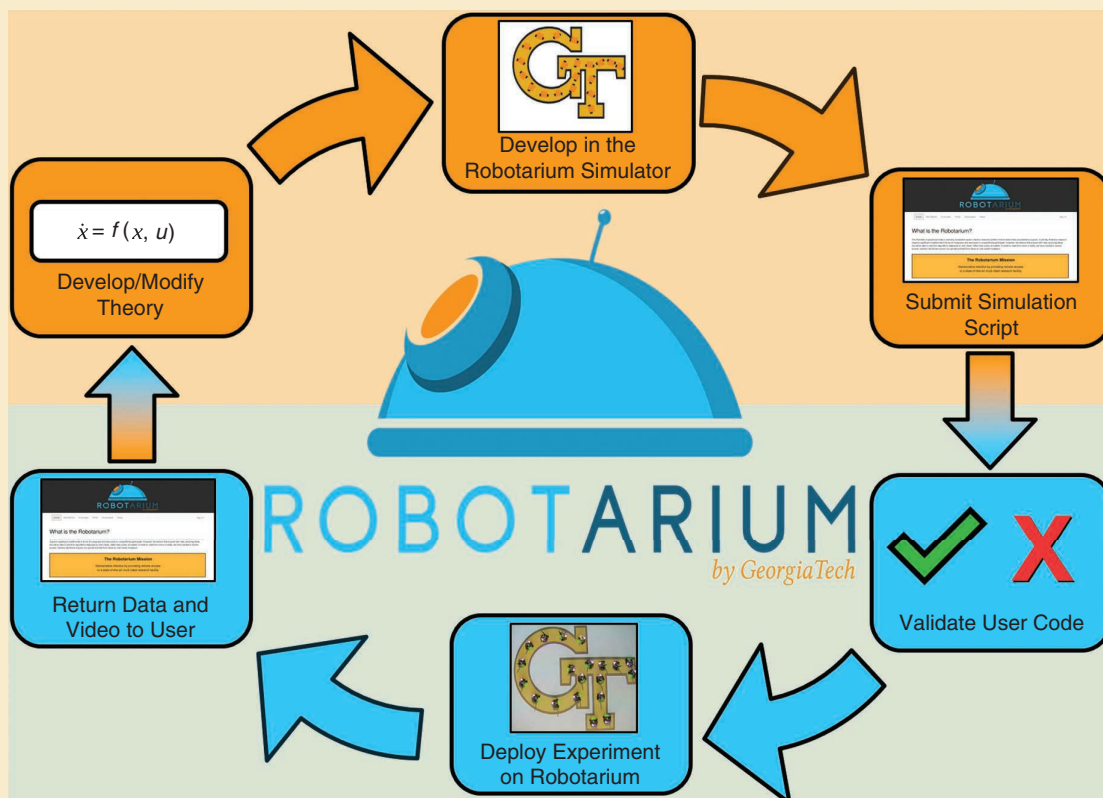 GT
Develop in the
Robotarium Simulator
ẋ = f (x, u)
Develop/Modify
Theory
ROBOTARIUM
What is the Robotarium?
The Robotarium Mission
Submit Simulation
Script
ROBOTARIUM
by GeorgiaTech
Validate User Code
GT
Deploy Experiment
on Robotarium
ROBOTARIUM
What is the Robotarium?
The Robotarium Mission
Return Data and
Video to User